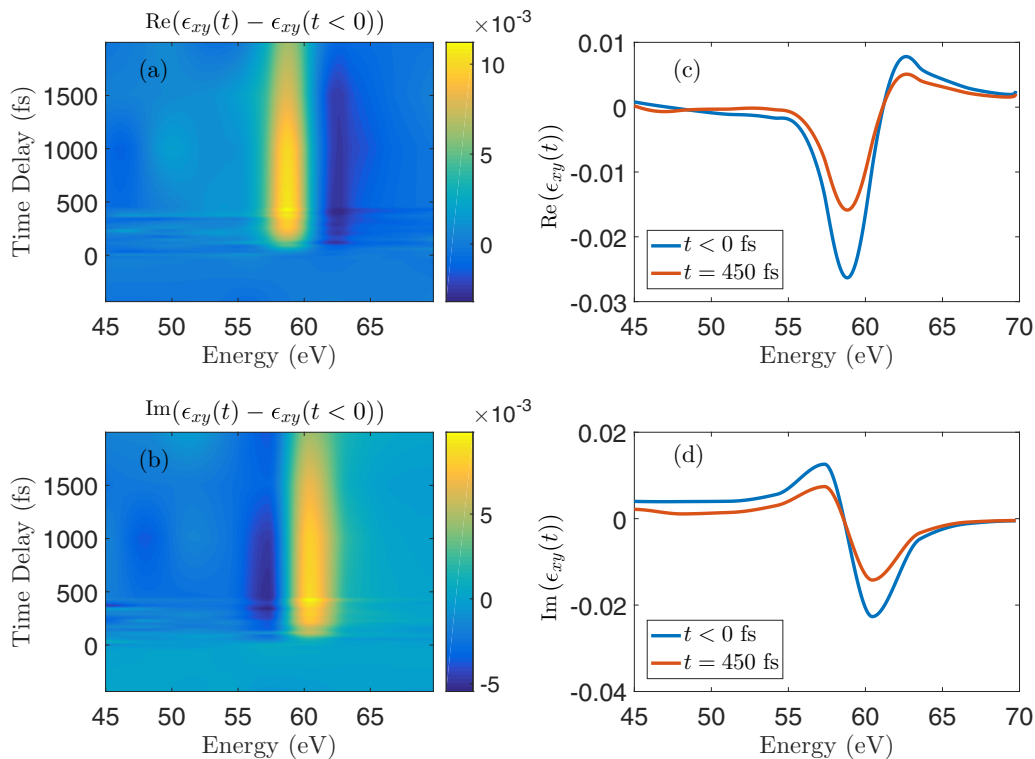 Re(ϵxy(t) − ϵxy(t < 0))
×10⁻³
(a)
1500
1000
500
0
Time Delay (fs)
10
5
0
45 50 55 60 65
Energy (eV)
(c)
0.01
0
-0.01
-0.02
-0.03
Re(ϵxy(t))
t < 0 fs
t = 450 fs
45 50 55 60 65 70
Energy (eV)
Im(ϵxy(t) − ϵxy(t < 0))
×10⁻³
(b)
1500
1000
500
0
Time Delay (fs)
5
0
-5
45 50 55 60 65
Energy (eV)
(d)
0.02
0
-0.02
-0.04
Im(ϵxy(t))
t < 0 fs
t = 450 fs
45 50 55 60 65 70
Energy (eV)